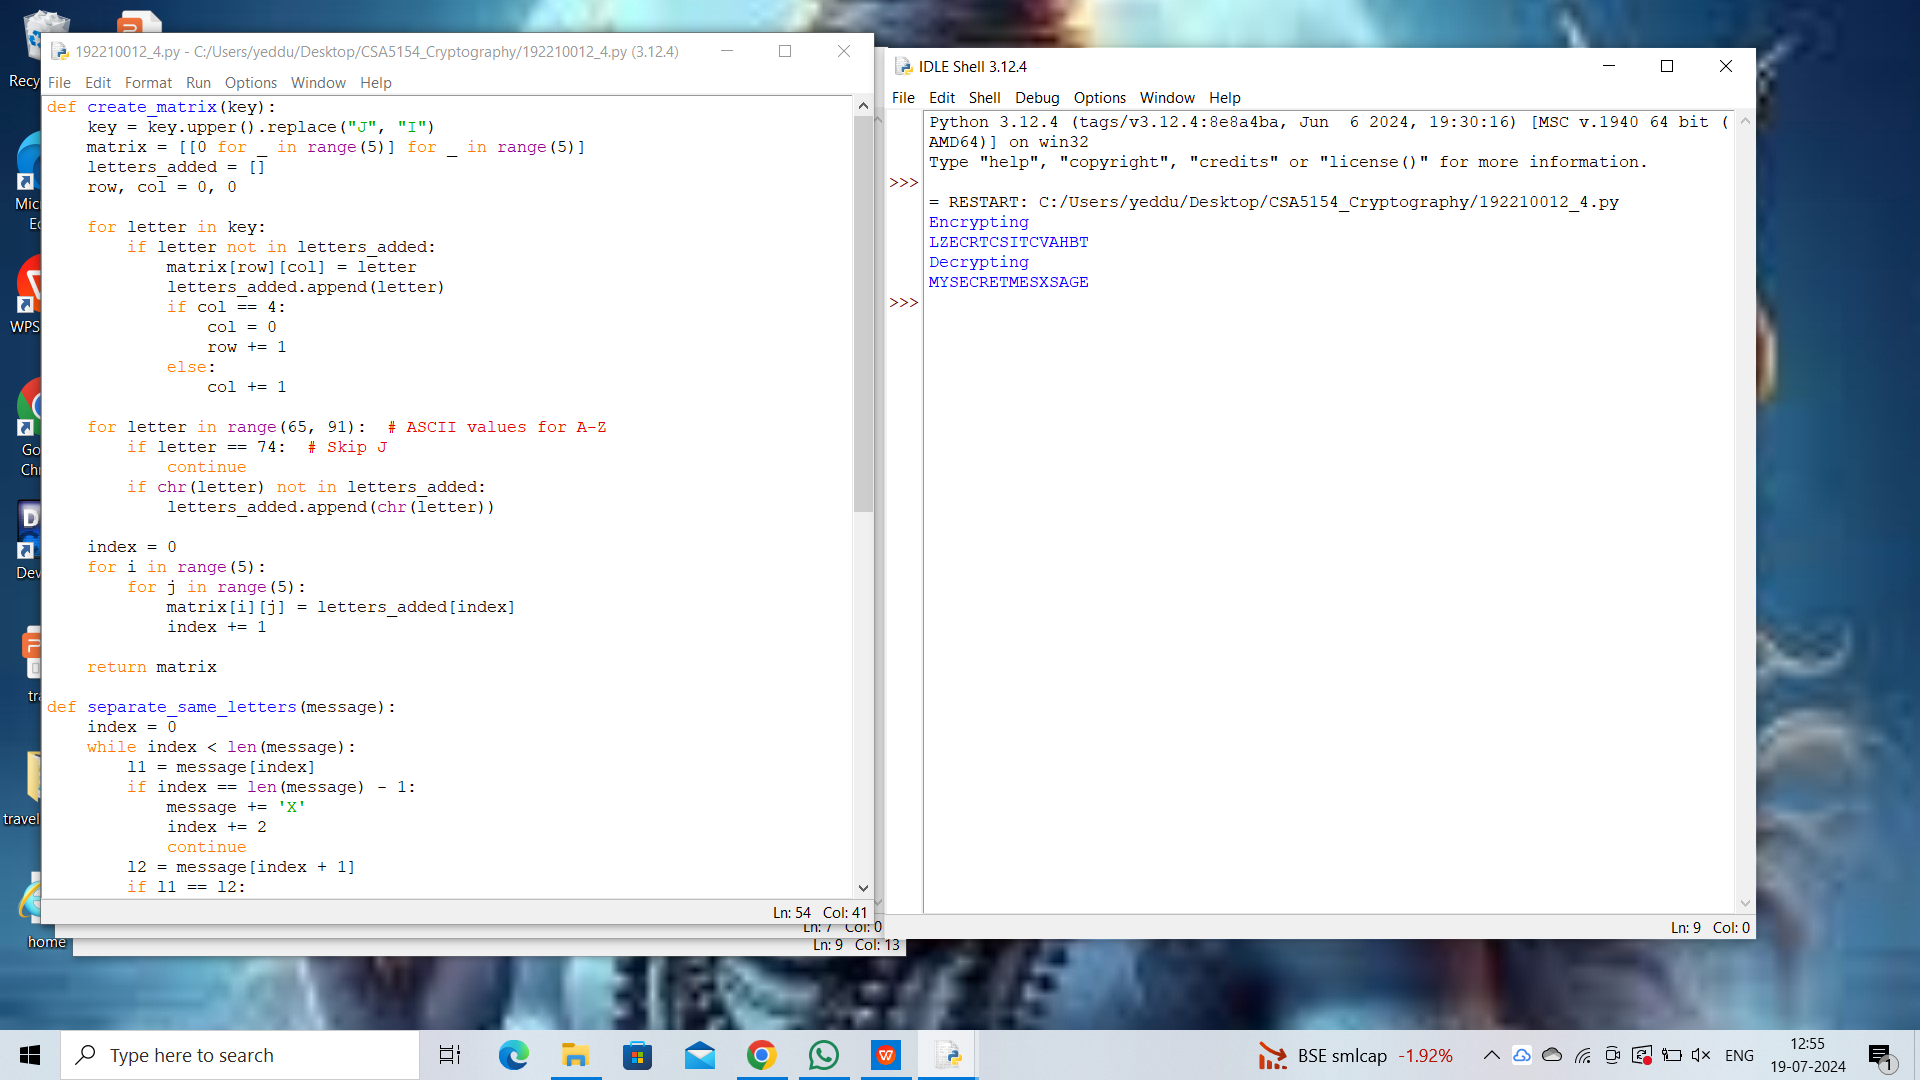 Recy
Mic
Ec
WPS
Go
Chr
D
Dev
tra
travel
home
192210012_4.py - C:/Users/yeddu/Desktop/CSA5154_Cryptography/192210012_4.py (3.12.4)
File Edit Format Run Options Window Help
def create_matrix(key):
    key = key.upper().replace("J", "I")
    matrix = [[0 for _ in range(5)] for _ in range(5)]
    letters_added = []
    row, col = 0, 0
    for letter in key:
        if letter not in letters_added:
            matrix[row][col] = letter
            letters_added.append(letter)
            if col == 4:
                col = 0
                row += 1
            else:
                col += 1
    for letter in range(65, 91):  # ASCII values for A-Z
        if letter == 74:  # Skip J
            continue
        if chr(letter) not in letters_added:
            letters_added.append(chr(letter))
    index = 0
    for i in range(5):
        for j in range(5):
            matrix[i][j] = letters_added[index]
            index += 1
    return matrix
def separate_same_letters(message):
    index = 0
    while index < len(message):
        l1 = message[index]
        if index == len(message) - 1:
            message += 'X'
            index += 2
            continue
        l2 = message[index + 1]
        if l1 == l2:
Ln: 54 Col: 41
Ln: 7 Col: 0
Ln: 9 Col: 13
IDLE Shell 3.12.4
File Edit Shell Debug Options Window Help
Python 3.12.4 (tags/v3.12.4:8e8a4ba, Jun  6 2024, 19:30:16) [MSC v.1940 64 bit (
AMD64)] on win32
Type "help", "copyright", "credits" or "license()" for more information.
>>>
= RESTART: C:/Users/yeddu/Desktop/CSA5154_Cryptography/192210012_4.py
Encrypting
LZECRTCSITCVAHBT
Decrypting
MYSECRETMESXSAGE
>>>
Ln: 9 Col: 0
Type here to search
BSE smlcap -1.92%
ENG
12:55
19-07-2024
1